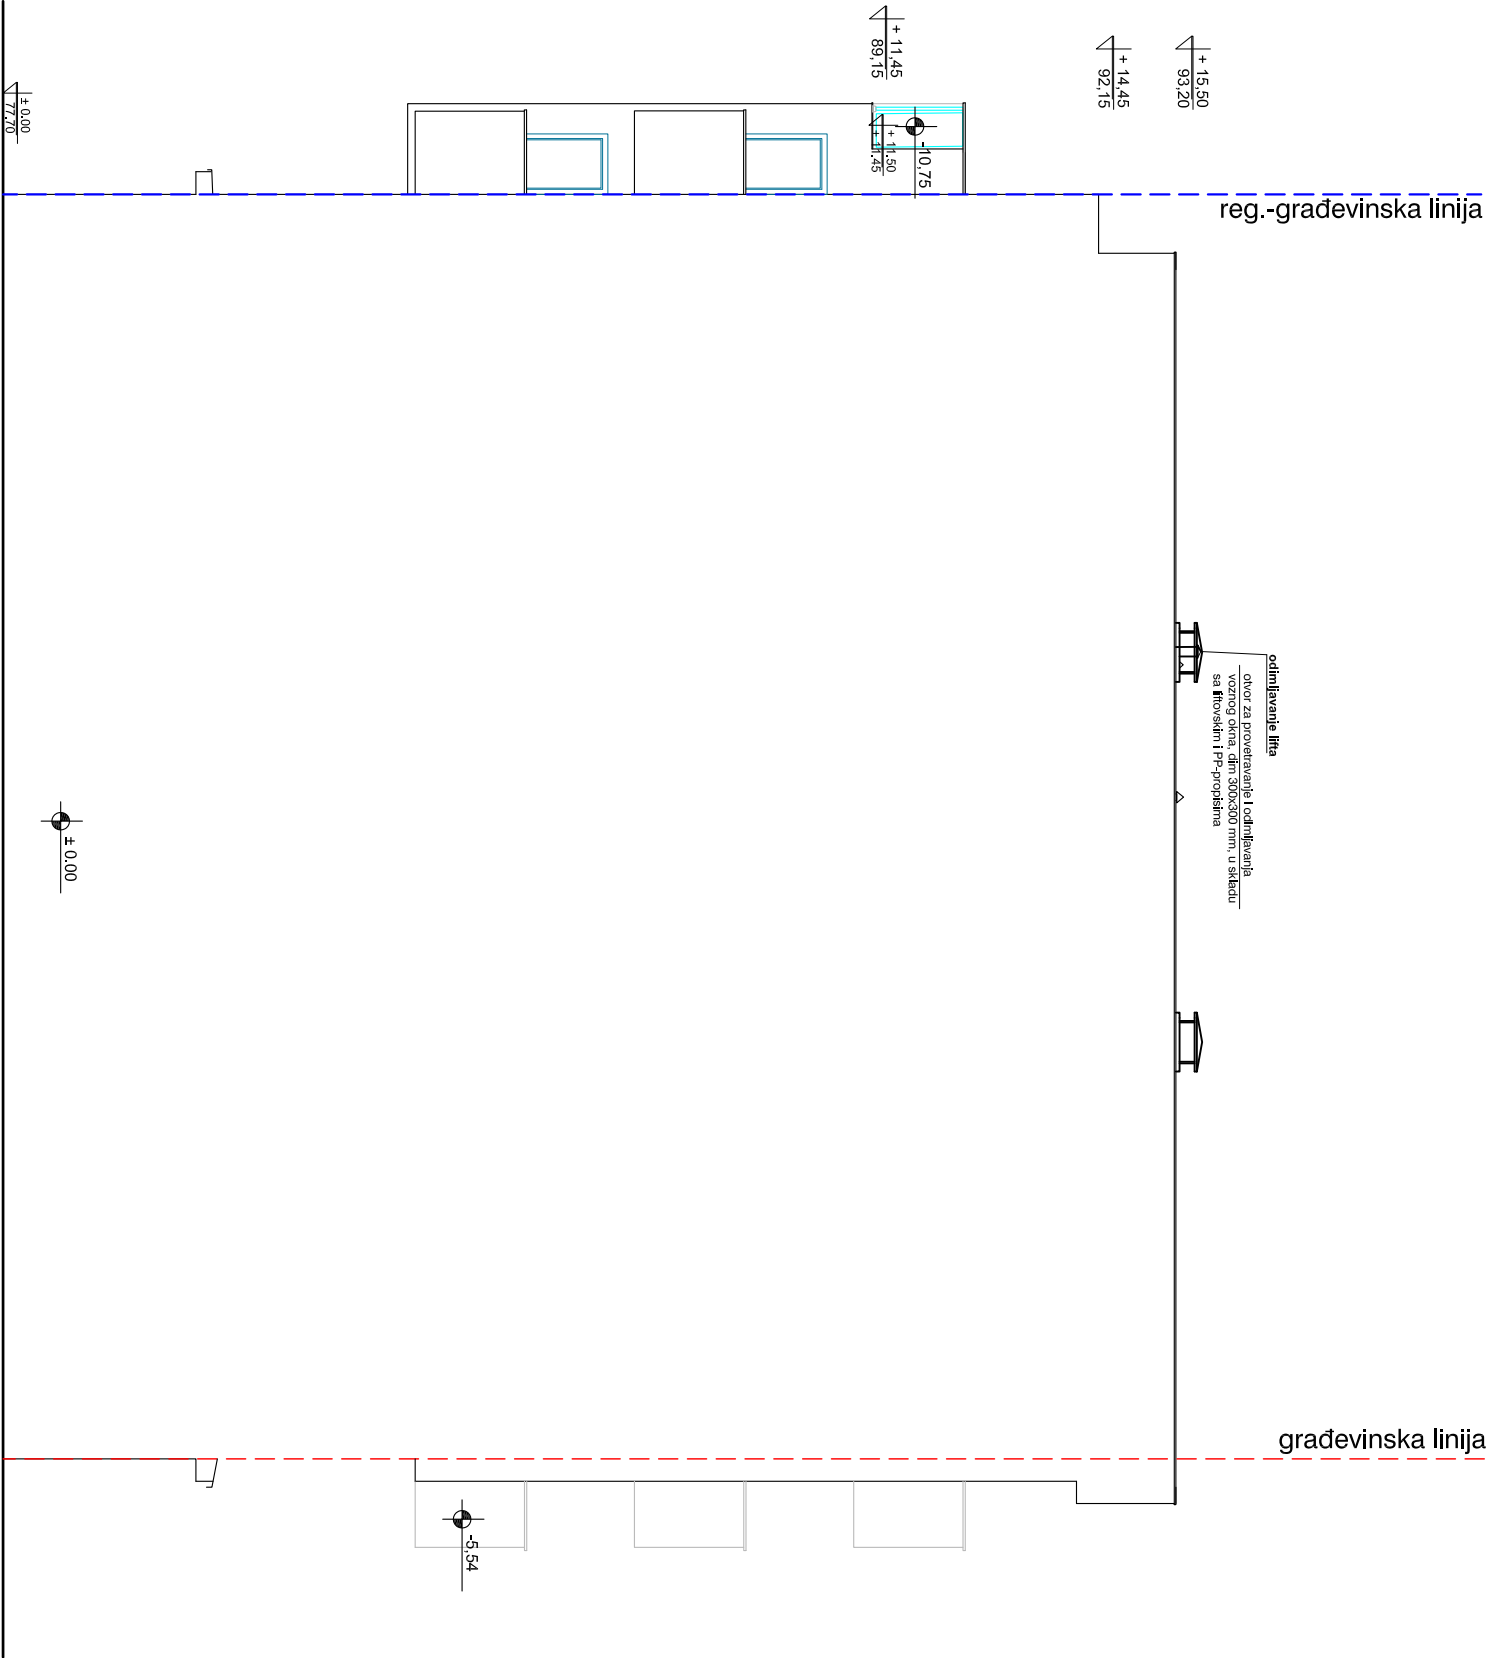 + 11,45
89,15
+ 14,45
92,15
+ 15,50
93,20
± 0.00
77,70
-10,75
+ 11.50
+ 11.45
reg.-građevinska linija
odimljavanje lifta
otvor za provetravanje i odimljavanja
voznog okna, dim 300x300 mm, u skladu
sa liftovskim i PP-propisima
± 0.00
građevinska linija
-5,54